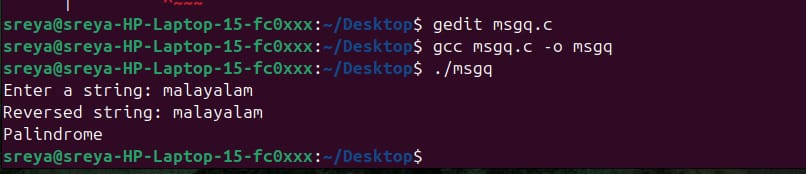 | ^~~~
sreya@sreya-HP-Laptop-15-fc0xxx:~/Desktop$ gedit msgq.c
sreya@sreya-HP-Laptop-15-fc0xxx:~/Desktop$ gcc msgq.c -o msgq
sreya@sreya-HP-Laptop-15-fc0xxx:~/Desktop$ ./msgq
Enter a string: malayalam
Reversed string: malayalam
Palindrome
sreya@sreya-HP-Laptop-15-fc0xxx:~/Desktop$